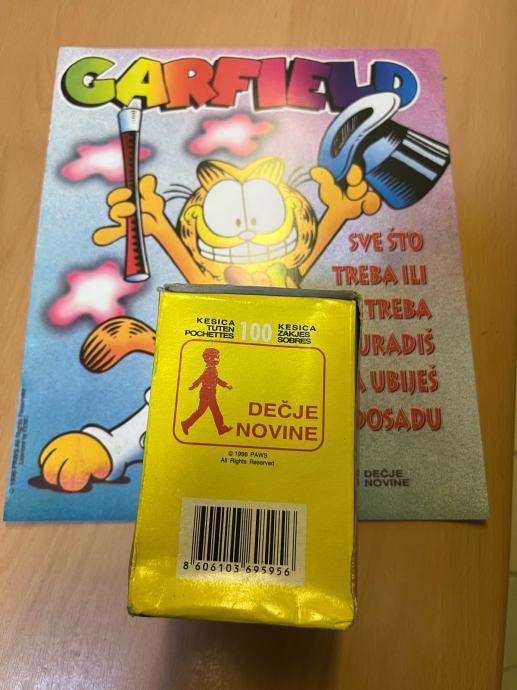 GARFIELD
SVE ŠTO
TREBA ILI
TREBA
URADIŠ
UBIJEŠ
DOSADU
DEČJE
NOVINE
KESICA
TUTEN
POCHETTES
100
KESICA
ZAKJES
SOBRES
DEČJE
NOVINE
© 1996 PAWS
All Rights Reserved
8 606103 695956